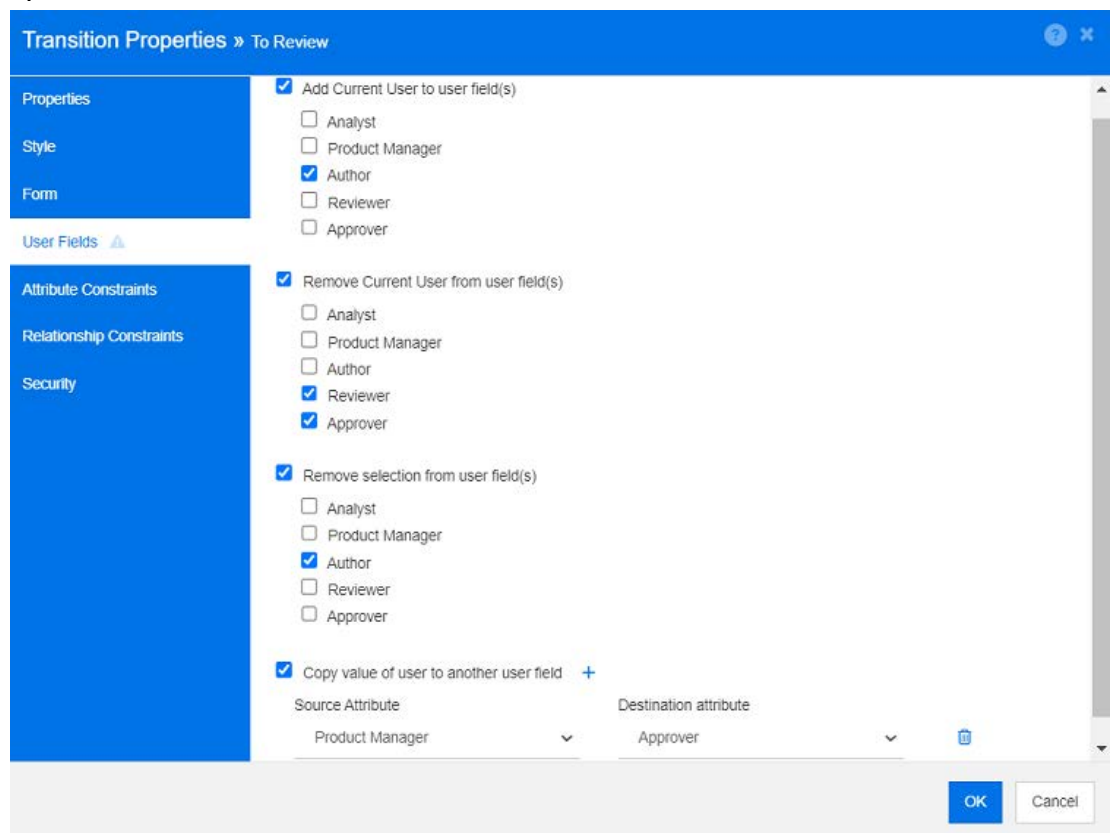 Transition Properties » To Review
Properties
Style
Form
User Fields
Attribute Constraints
Relationship Constraints
Security
Add Current User to user field(s)
Analyst
Product Manager
Author
Reviewer
Approver
Remove Current User from user field(s)
Analyst
Product Manager
Author
Reviewer
Approver
Remove selection from user field(s)
Analyst
Product Manager
Author
Reviewer
Approver
Copy value of user to another user field +
Source Attribute Destination attribute
Product Manager Approver
OK Cancel